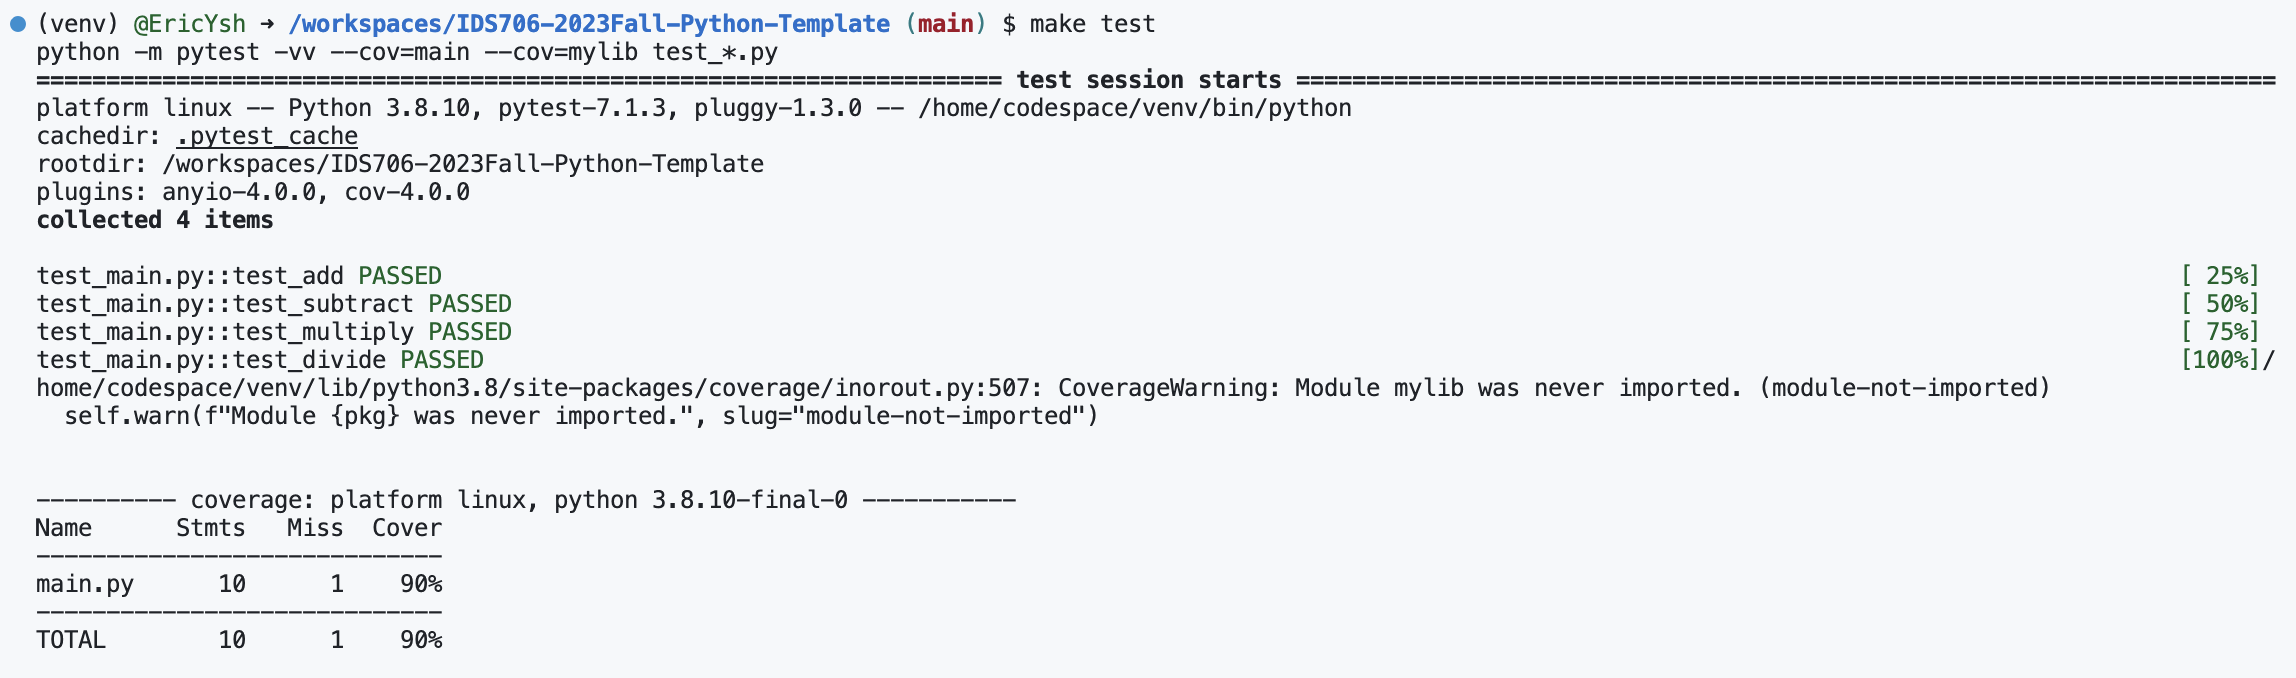 (venv) @EricYsh ➜ /workspaces/IDS706-2023Fall-Python-Template (main) $ make test
python -m pytest -vv --cov=main --cov=mylib test_*.py
===================================================================== test session starts ======================================================================
platform linux -- Python 3.8.10, pytest-7.1.3, pluggy-1.3.0 -- /home/codespace/venv/bin/python
cachedir: .pytest_cache
rootdir: /workspaces/IDS706-2023Fall-Python-Template
plugins: anyio-4.0.0, cov-4.0.0
collected 4 items
test_main.py::test_add PASSED [ 25%]
test_main.py::test_subtract PASSED [ 50%]
test_main.py::test_multiply PASSED [ 75%]
test_main.py::test_divide PASSED [100%]/
home/codespace/venv/lib/python3.8/site-packages/coverage/inorout.py:507: CoverageWarning: Module mylib was never imported. (module-not-imported)
  self.warn(f"Module {pkg} was never imported.", slug="module-not-imported")
---------- coverage: platform linux, python 3.8.10-final-0 -----------
Name      Stmts   Miss  Cover
-----------------------------
main.py      10      1    90%
-----------------------------
TOTAL        10      1    90%